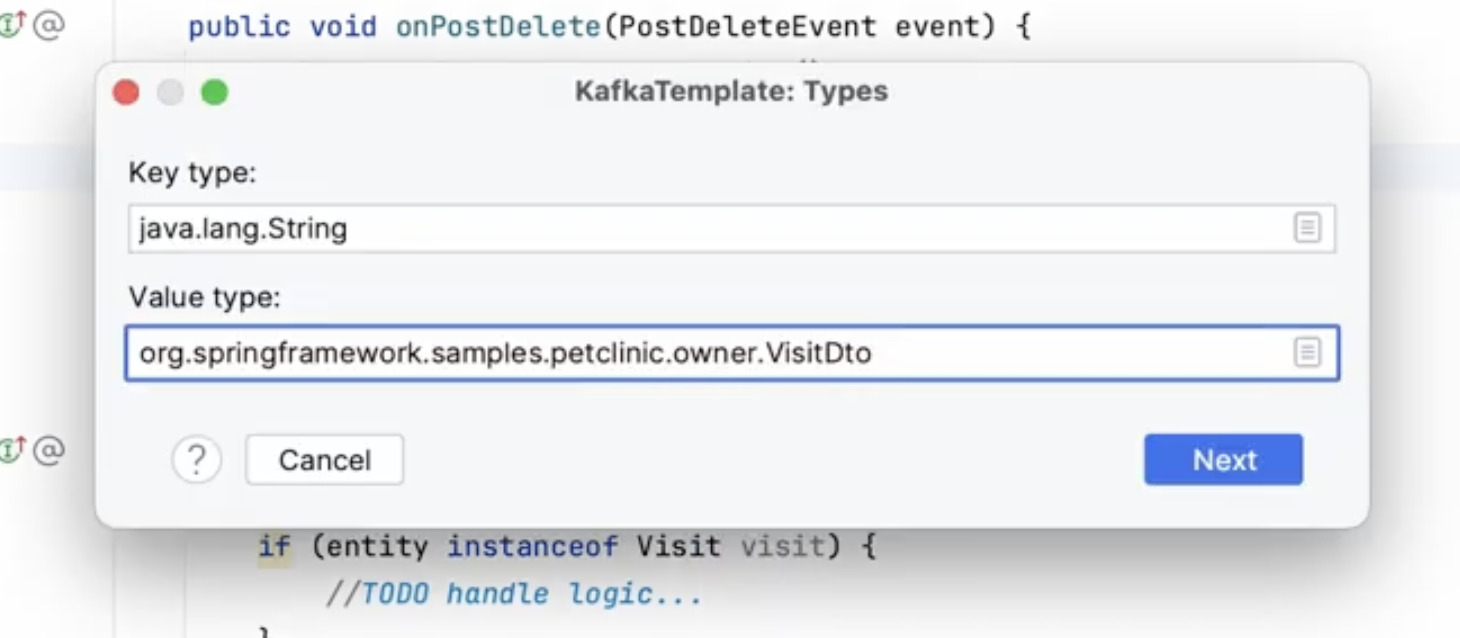 @ public void onPostDelete(PostDeleteEvent event) {
KafkaTemplate: Types
Key type:
java.lang.String
Value type:
org.springframework.samples.petclinic.owner.VisitDto
@
? Cancel Next
if (entity instanceof Visit visit) {
//TODO handle logic...
}